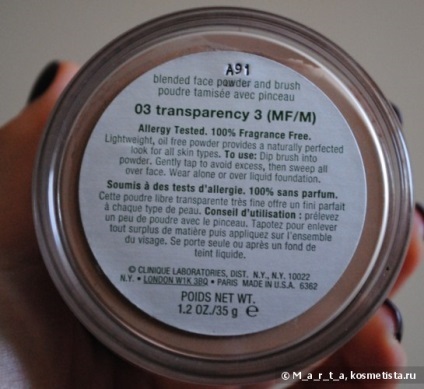 A91
blended face powder and brush
poudre tamisée avec pinceau
03 transparency 3 (MF/M)
Allergy Tested. 100% Fragrance Free.
Lightweight, oil free powder provides a naturally perfected
look for all skin types. To use: Dip brush into
powder. Gently tap to avoid excess, then sweep all
over face. Wear alone or over liquid foundation.
Soumis à des tests d'allergie. 100% sans parfum.
Cette poudre libre transparente très fine offre un fini parfait
à chaque type de peau. Conseil d'utilisation : prélevez
un peu de poudre avec le pinceau. Tapotez pour enlever
tout surplus de matière puis appliquez sur l'ensemble
du visage. Se porte seule ou après un fond de
teint liquide.
© CLINIQUE LABORATORIES, DIST. N.Y., N.Y. 10022
N.Y. • LONDON W1K 3BQ • PARIS MADE IN U.S.A. 6362
POIDS NET WT.
1.2 OZ./35 g ℮
© M_a_r_t_a, kosmetista.ru